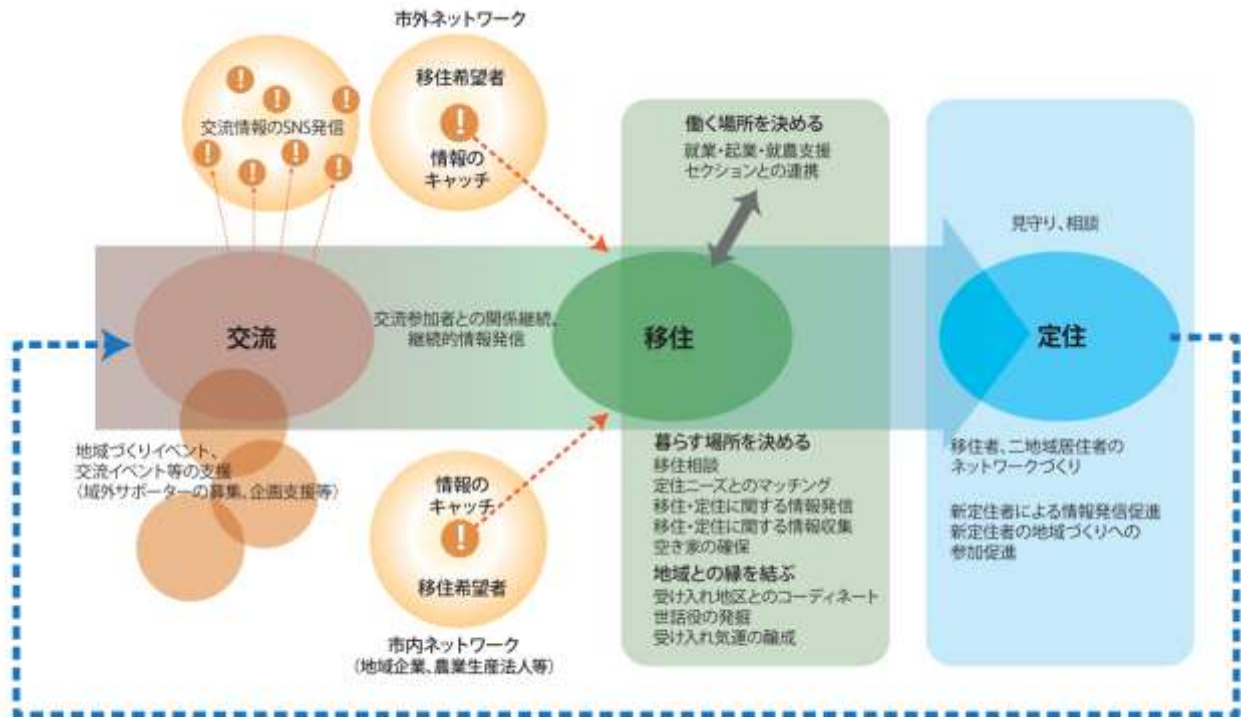 市外ネットワーク
移住希望者
!
情報の
キャッチ
!
!
!
!
交流情報のSNS発信
!
!
!
!
働く場所を決める
就業・起業・就農支援
セクションとの連携
見守り、相談
交流
交流参加者との関係継続、
継続的情報発信
移住
定住
地域づくりイベント、
交流イベント等の支援
(域外サポーターの募集、企画支援等)
情報の
キャッチ
!
移住希望者
市内ネットワーク
(地域企業、農業生産法人等)
暮らす場所を決める
移住相談
定住ニーズとのマッチング
移住・定住に関する情報発信
移住・定住に関する情報収集
空き家の確保
地域との縁を結ぶ
受け入れ地区とのコーディネート
世話役の発掘
受け入れ気運の醸成
移住者、二地域居住者の
ネットワークづくり
新定住者による情報発信促進
新定住者の地域づくりへの
参加促進